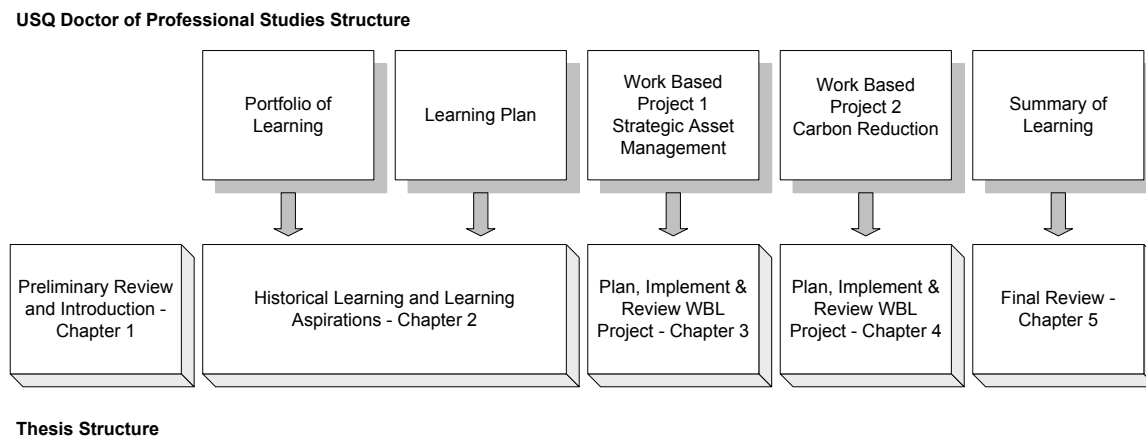 USQ Doctor of Professional Studies Structure
Portfolio of
Learning
Learning Plan
Work Based
Project 1
Strategic Asset
Management
Work Based
Project 2
Carbon Reduction
Summary of
Learning
Preliminary Review
and Introduction -
Chapter 1
Historical Learning and Learning
Aspirations - Chapter 2
Plan, Implement &
Review WBL
Project - Chapter 3
Plan, Implement &
Review WBL
Project - Chapter 4
Final Review -
Chapter 5
Thesis Structure